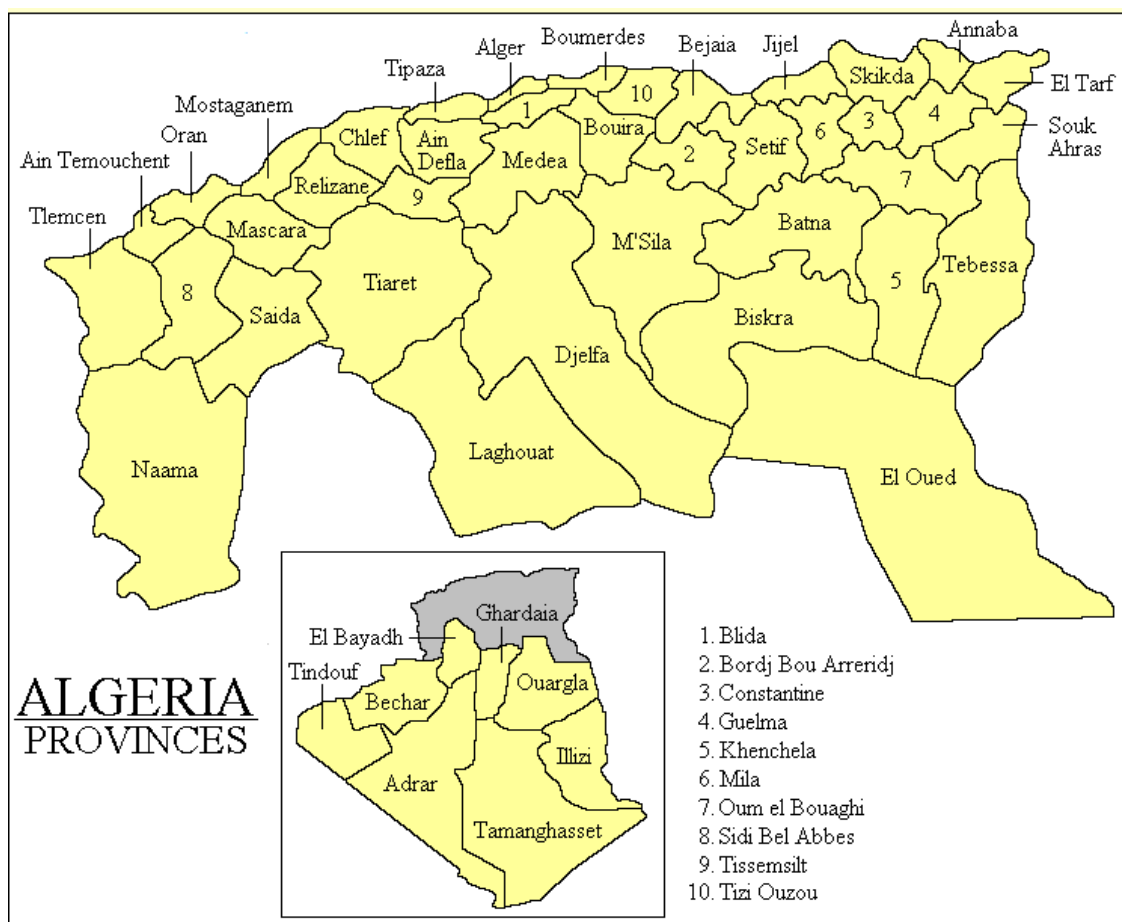 Annaba
Boumerdes
Alger
Bejaia
Jijel
Tipaza
Skikda
El Tarf
Mostaganem
1
10
Oran
Chlef
Ain
Defla
Medea
Bouira
2
Setif
6
3
4
Souk
Ahras
Ain Temouchent
Relizane
9
7
Tlemcen
Mascara
M'Sila
Batna
8
Saida
Tiaret
Tebessa
5
Biskra
Djelfa
Naama
Laghouat
El Oued
Ghardaia
El Bayadh
Tindouf
Bechar
Ouargla
Illizi
Adrar
Tamanghasset
ALGERIA
PROVINCES
1. Blida
2. Bordj Bou Arreridj
3. Constantine
4. Guelma
5. Khenchela
6. Mila
7. Oum el Bouaghi
8. Sidi Bel Abbes
9. Tissemsilt
10. Tizi Ouzou